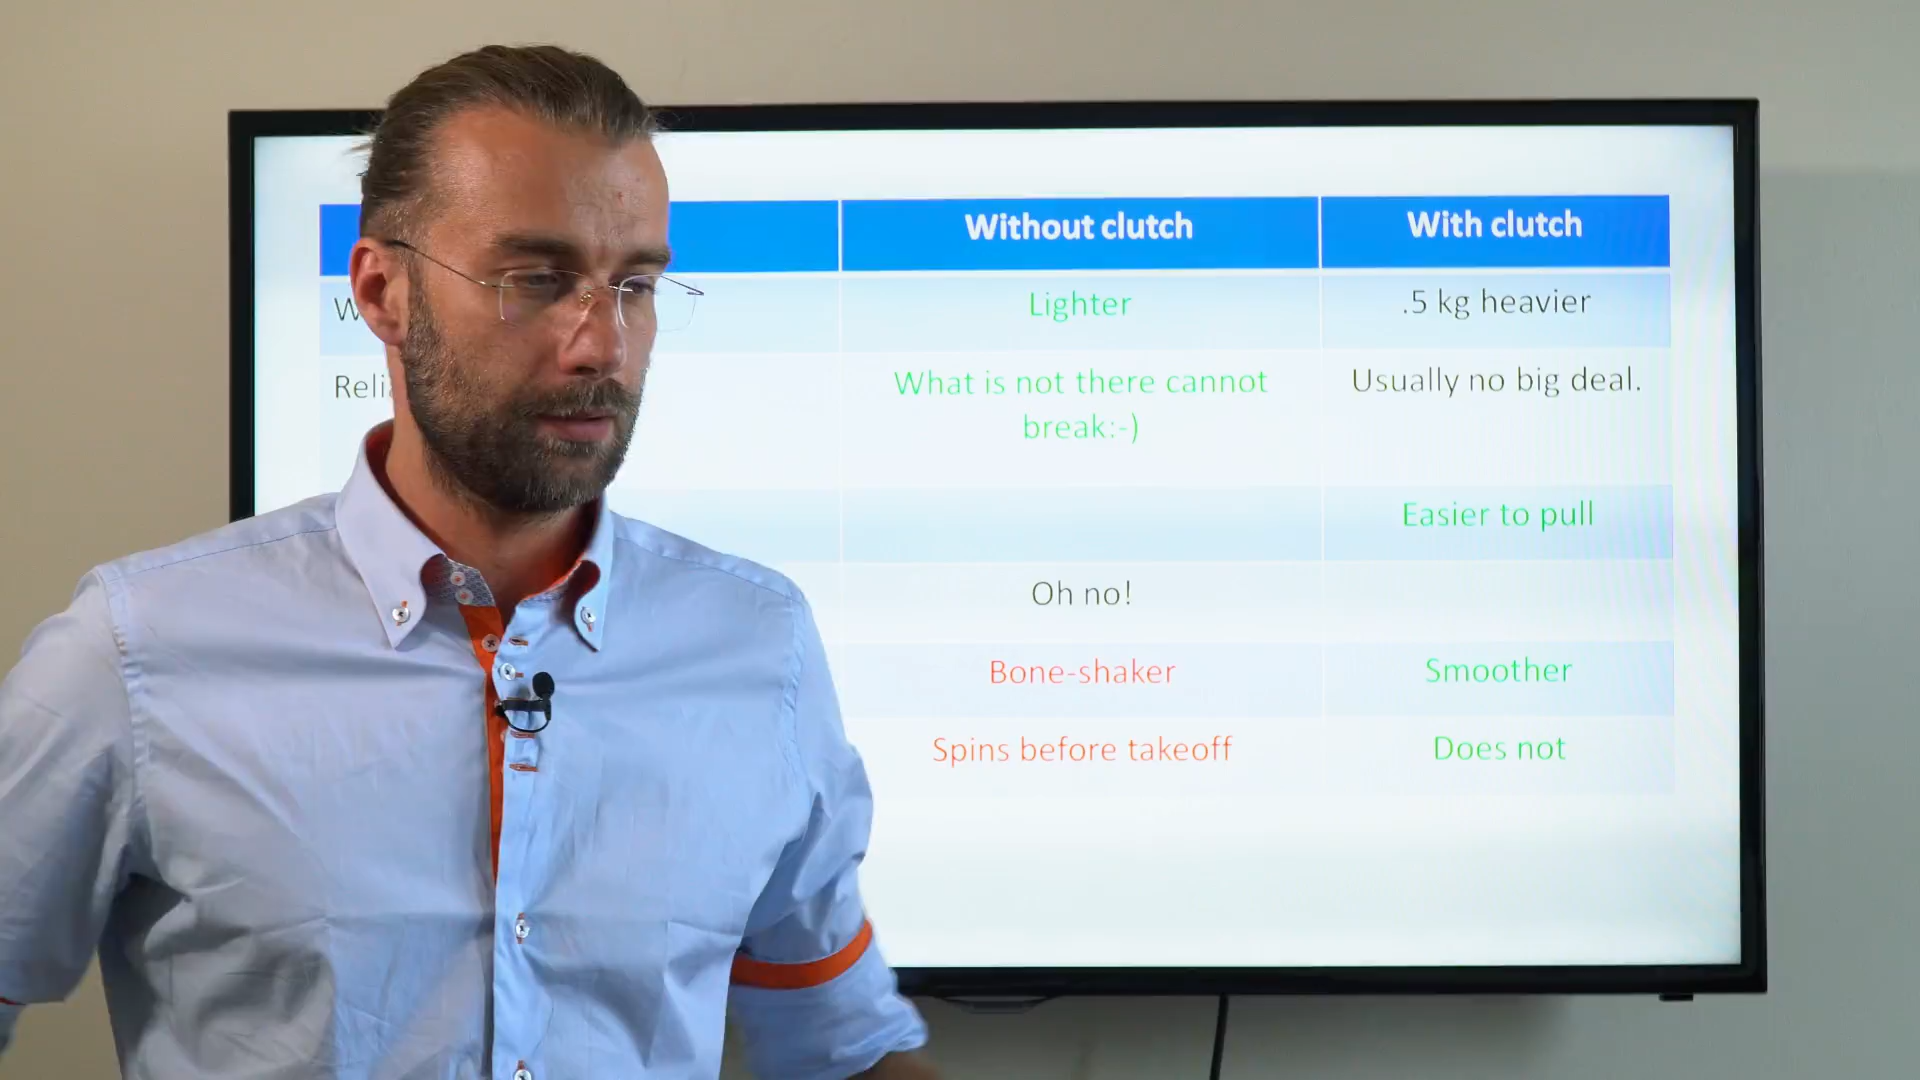 Without clutch
With clutch
Lighter
.5 kg heavier
What is not there cannot
break:-)
Usually no big deal.
Easier to pull
Oh no!
Bone-shaker
Smoother
Spins before takeoff
Does not